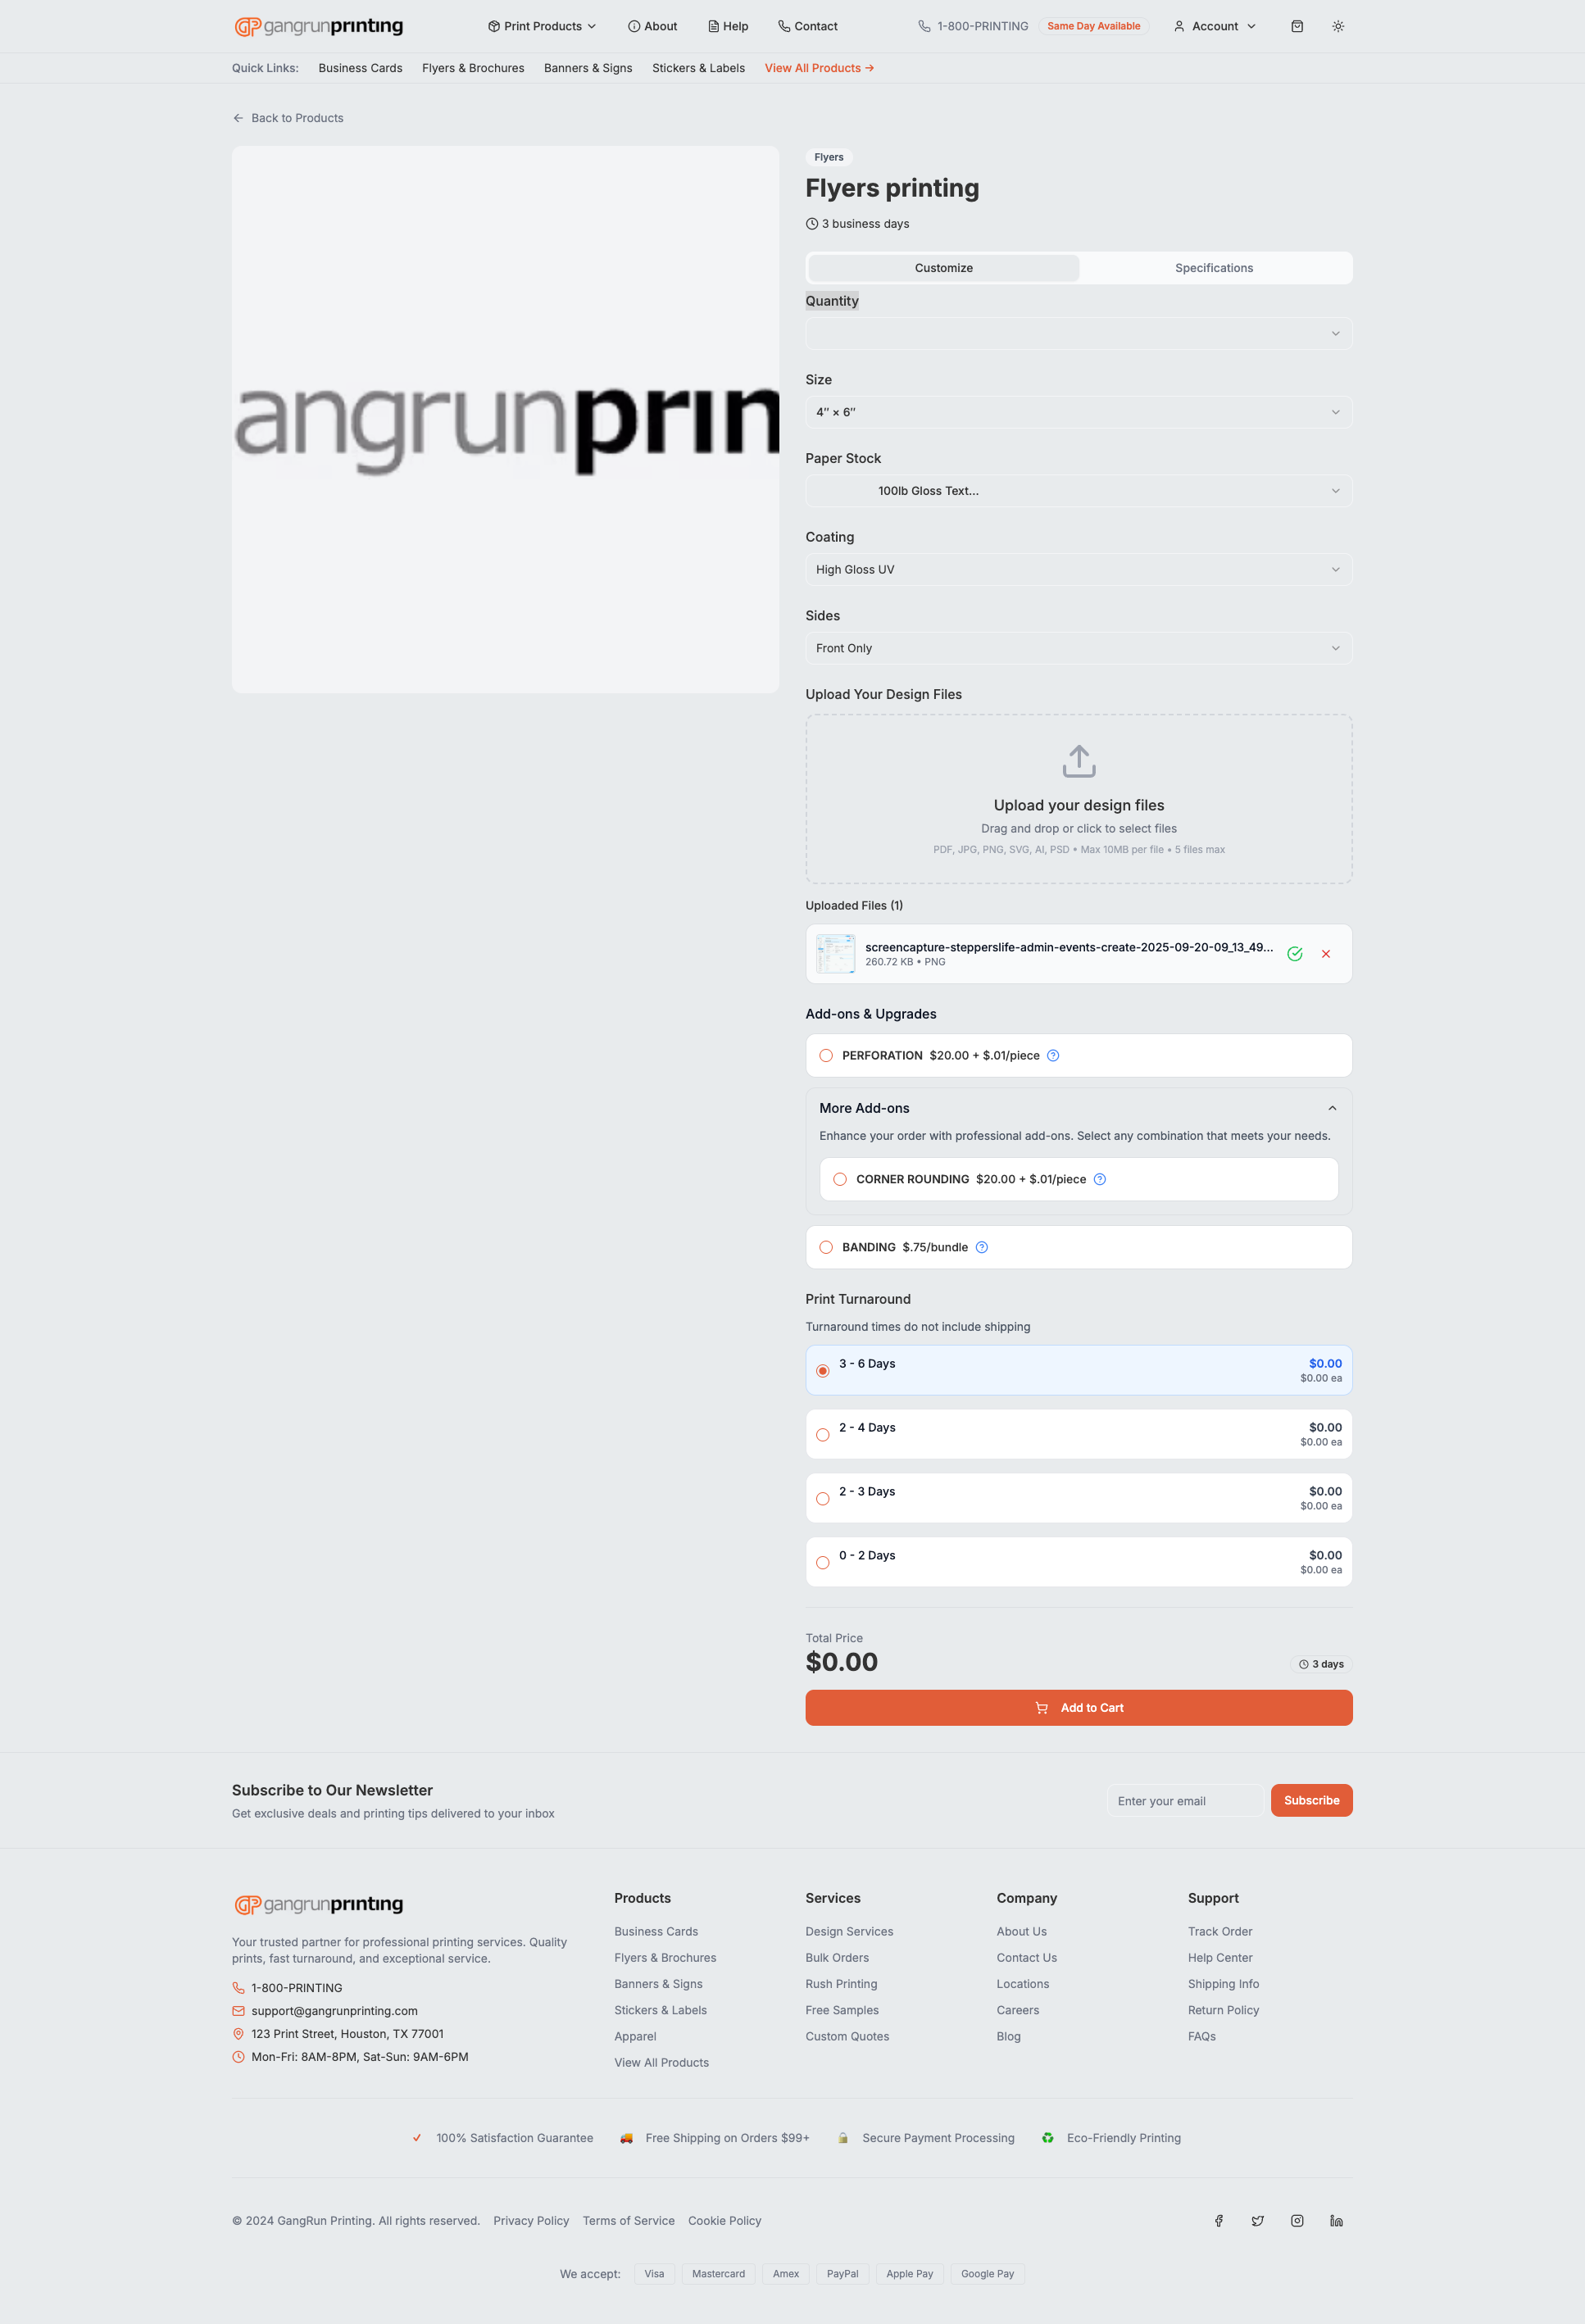 gangrunprinting
Print Products
About
Help
Contact
1-800-PRINTING
Same Day Available
Account
Quick Links:
Business Cards
Flyers & Brochures
Banners & Signs
Stickers & Labels
View All Products →
Back to Products
angrunprin
Flyers
Flyers printing
3 business days
Customize
Specifications
Quantity
Size
4″ × 6″
Paper Stock
100lb Gloss Text...
Coating
High Gloss UV
Sides
Front Only
Upload Your Design Files
Upload your design files
Drag and drop or click to select files
PDF, JPG, PNG, SVG, AI, PSD • Max 10MB per file • 5 files max
Uploaded Files (1)
screencapture-stepperslife-admin-events-create-2025-09-20-09_13_49...
260.72 KB • PNG
Add-ons & Upgrades
PERFORATION $20.00 + $.01/piece
More Add-ons
Enhance your order with professional add-ons. Select any combination that meets your needs.
CORNER ROUNDING $20.00 + $.01/piece
BANDING $.75/bundle
Print Turnaround
Turnaround times do not include shipping
3 - 6 Days
$0.00
$0.00 ea
2 - 4 Days
$0.00
$0.00 ea
2 - 3 Days
$0.00
$0.00 ea
0 - 2 Days
$0.00
$0.00 ea
Total Price
$0.00
3 days
Add to Cart
Subscribe to Our Newsletter
Get exclusive deals and printing tips delivered to your inbox
Enter your email
Subscribe
gangrunprinting
Your trusted partner for professional printing services. Quality
prints, fast turnaround, and exceptional service.
1-800-PRINTING
support@gangrunprinting.com
123 Print Street, Houston, TX 77001
Mon-Fri: 8AM-8PM, Sat-Sun: 9AM-6PM
Products
Business Cards
Flyers & Brochures
Banners & Signs
Stickers & Labels
Apparel
View All Products
Services
Design Services
Bulk Orders
Rush Printing
Free Samples
Custom Quotes
Company
About Us
Contact Us
Locations
Careers
Blog
Support
Track Order
Help Center
Shipping Info
Return Policy
FAQs
100% Satisfaction Guarantee
Free Shipping on Orders $99+
Secure Payment Processing
Eco-Friendly Printing
© 2024 GangRun Printing. All rights reserved.
Privacy Policy
Terms of Service
Cookie Policy
We accept:
Visa
Mastercard
Amex
PayPal
Apple Pay
Google Pay